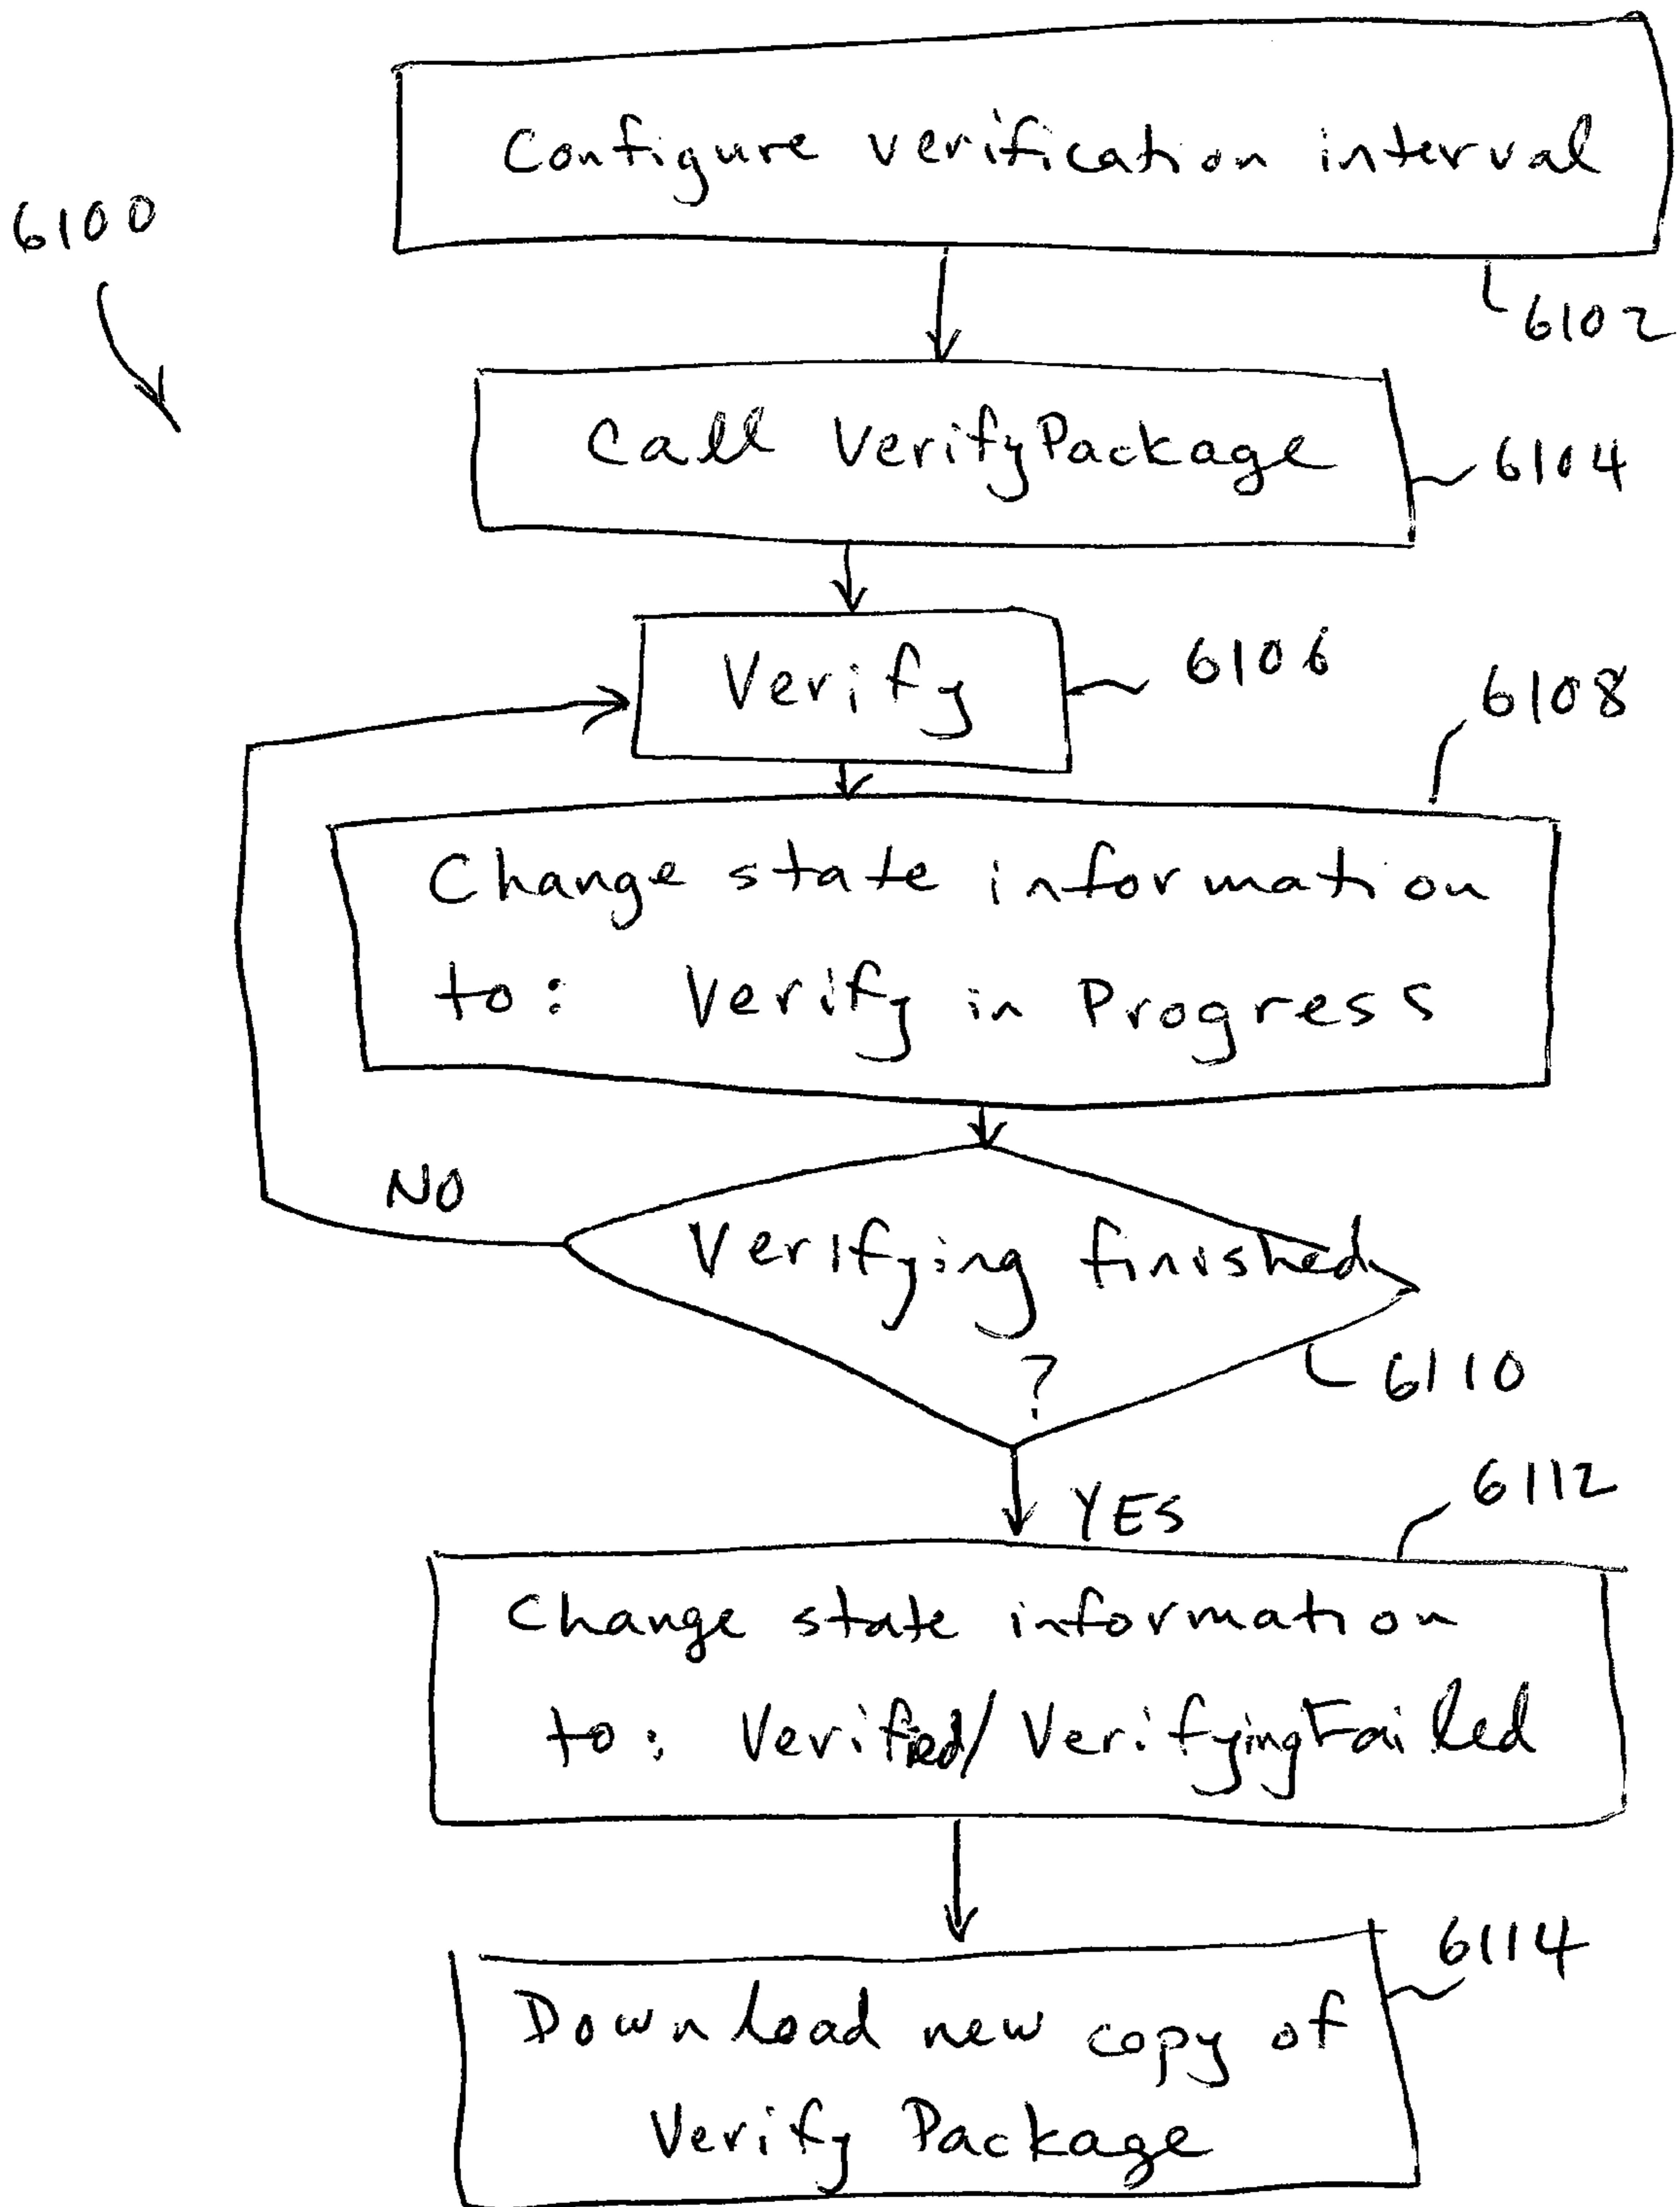 Configure verification interval
6100
6102
Call VerifyPackage
6104
Verify
6106
6108
Change state information
to: Verify in Progress
NO
Verifying finished
?
6110
YES
6112
Change state information
to: Verified/VerifyingFailed
6114
Download new copy of
Verify Package